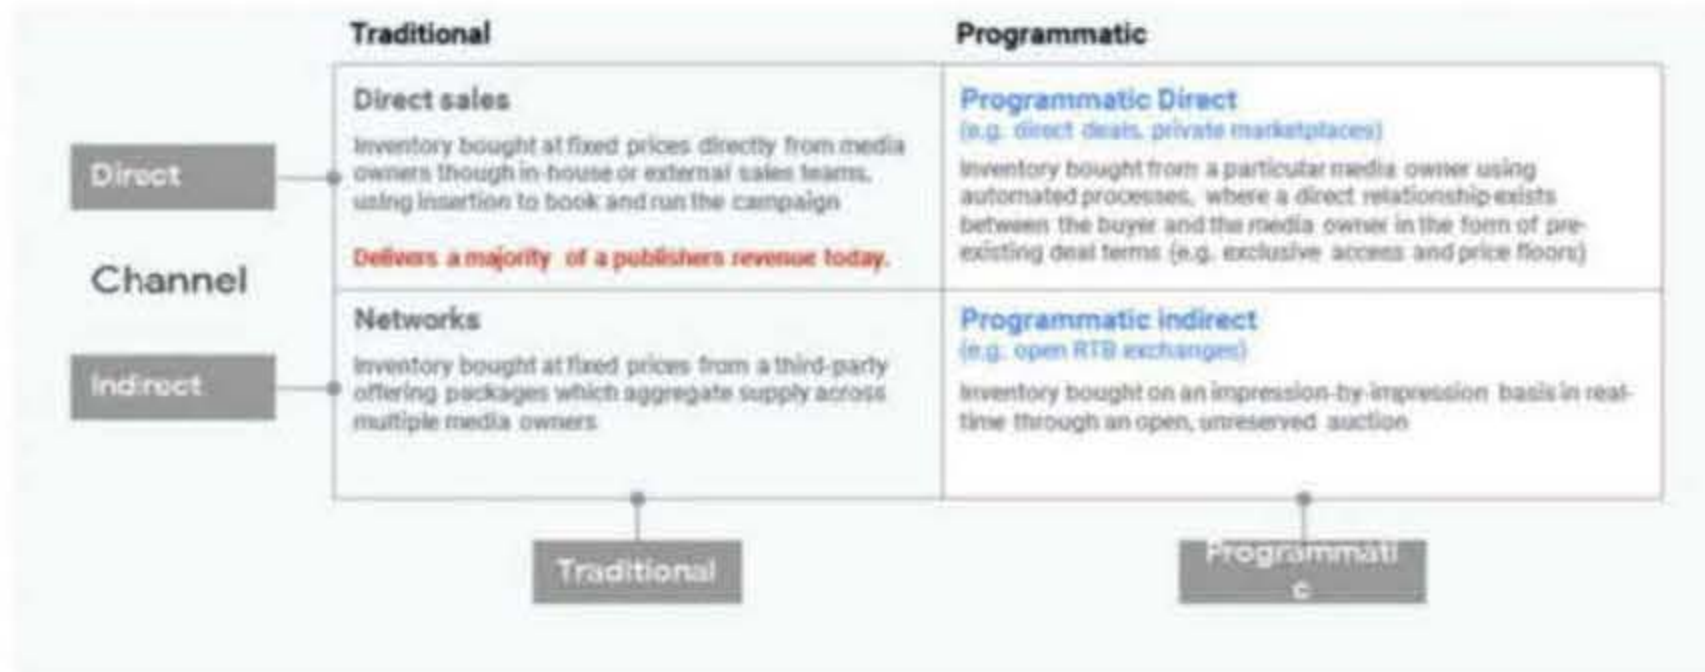 Traditional
Programmatic
Direct sales
Inventory bought at fixed prices directly from media
owners though in-house or external sales teams,
using insertion to book and run the campaign
Delivers a majority of a publishers revenue today.
Programmatic Direct
(e.g. direct deals, private marketplaces)
Inventory bought from a particular media owner using
automated processes, where a direct relationship exists
between the buyer and the media owner in the form of pre-
existing deal terms (e.g. exclusive access and price floors)
Direct
Channel
Indirect
Networks
Inventory bought at fixed prices from a third-party
offering packages which aggregate supply across
multiple media owners
Programmatic indirect
(e.g. open RTB exchanges)
Inventory bought on an impression-by-impression basis in real-
time through an open, unreserved auction
Traditional
Programmati
c